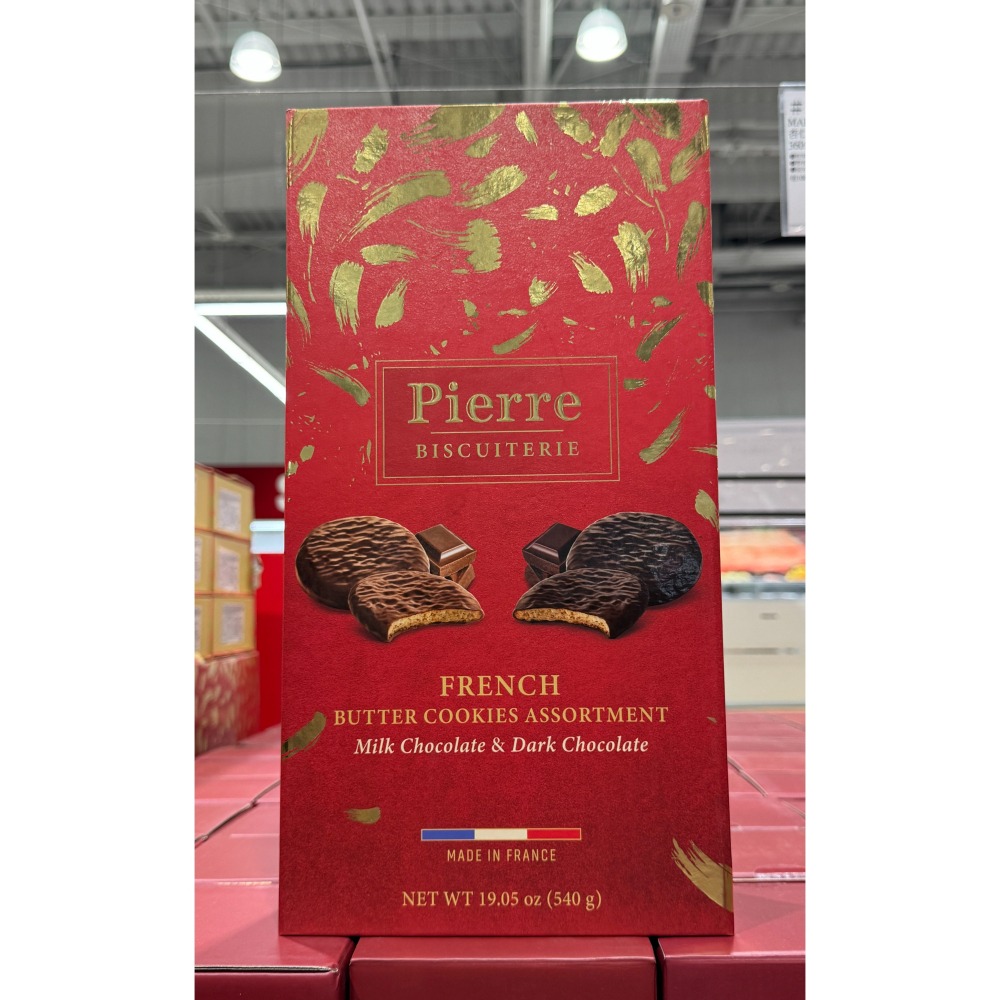 Pierre
BISCUITERIE
FRENCH
BUTTER COOKIES ASSORTMENT
Milk Chocolate & Dark Chocolate
MADE IN FRANCE
NET WT 19.05 oz (540 g)